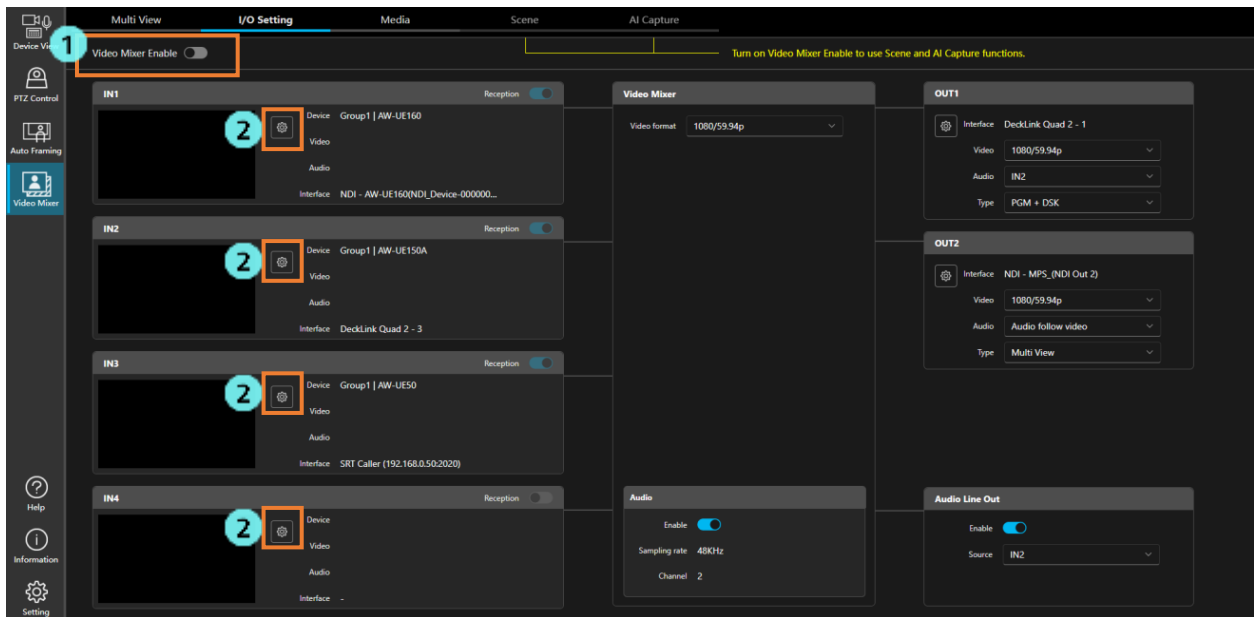 Multi View
I/O Setting
Media
Scene
AI Capture
Device View
PTZ Control
Auto Framing
Video Mixer
Help
Information
Setting
1
Video Mixer Enable
Turn on Video Mixer Enable to use Scene and AI Capture functions.
IN1
Reception
2
Device Group1 | AW-UE160
Video
Audio
Interface NDI - AW-UE160(NDI_Device-000000...
IN2
Reception
2
Device Group1 | AW-UE150A
Video
Audio
Interface DeckLink Quad 2 - 3
IN3
Reception
2
Device Group1 | AW-UE50
Video
Audio
Interface SRT Caller (192.168.0.50:2020)
IN4
Reception
2
Device
Video
Audio
Interface -
Video Mixer
Video format 1080/59.94p
Audio
Enable
Sampling rate 48KHz
Channel 2
OUT1
Interface DeckLink Quad 2 - 1
Video 1080/59.94p
Audio IN2
Type PGM + DSK
OUT2
Interface NDI - MPS_(NDI Out 2)
Video 1080/59.94p
Audio Audio follow video
Type Multi View
Audio Line Out
Enable
Source IN2